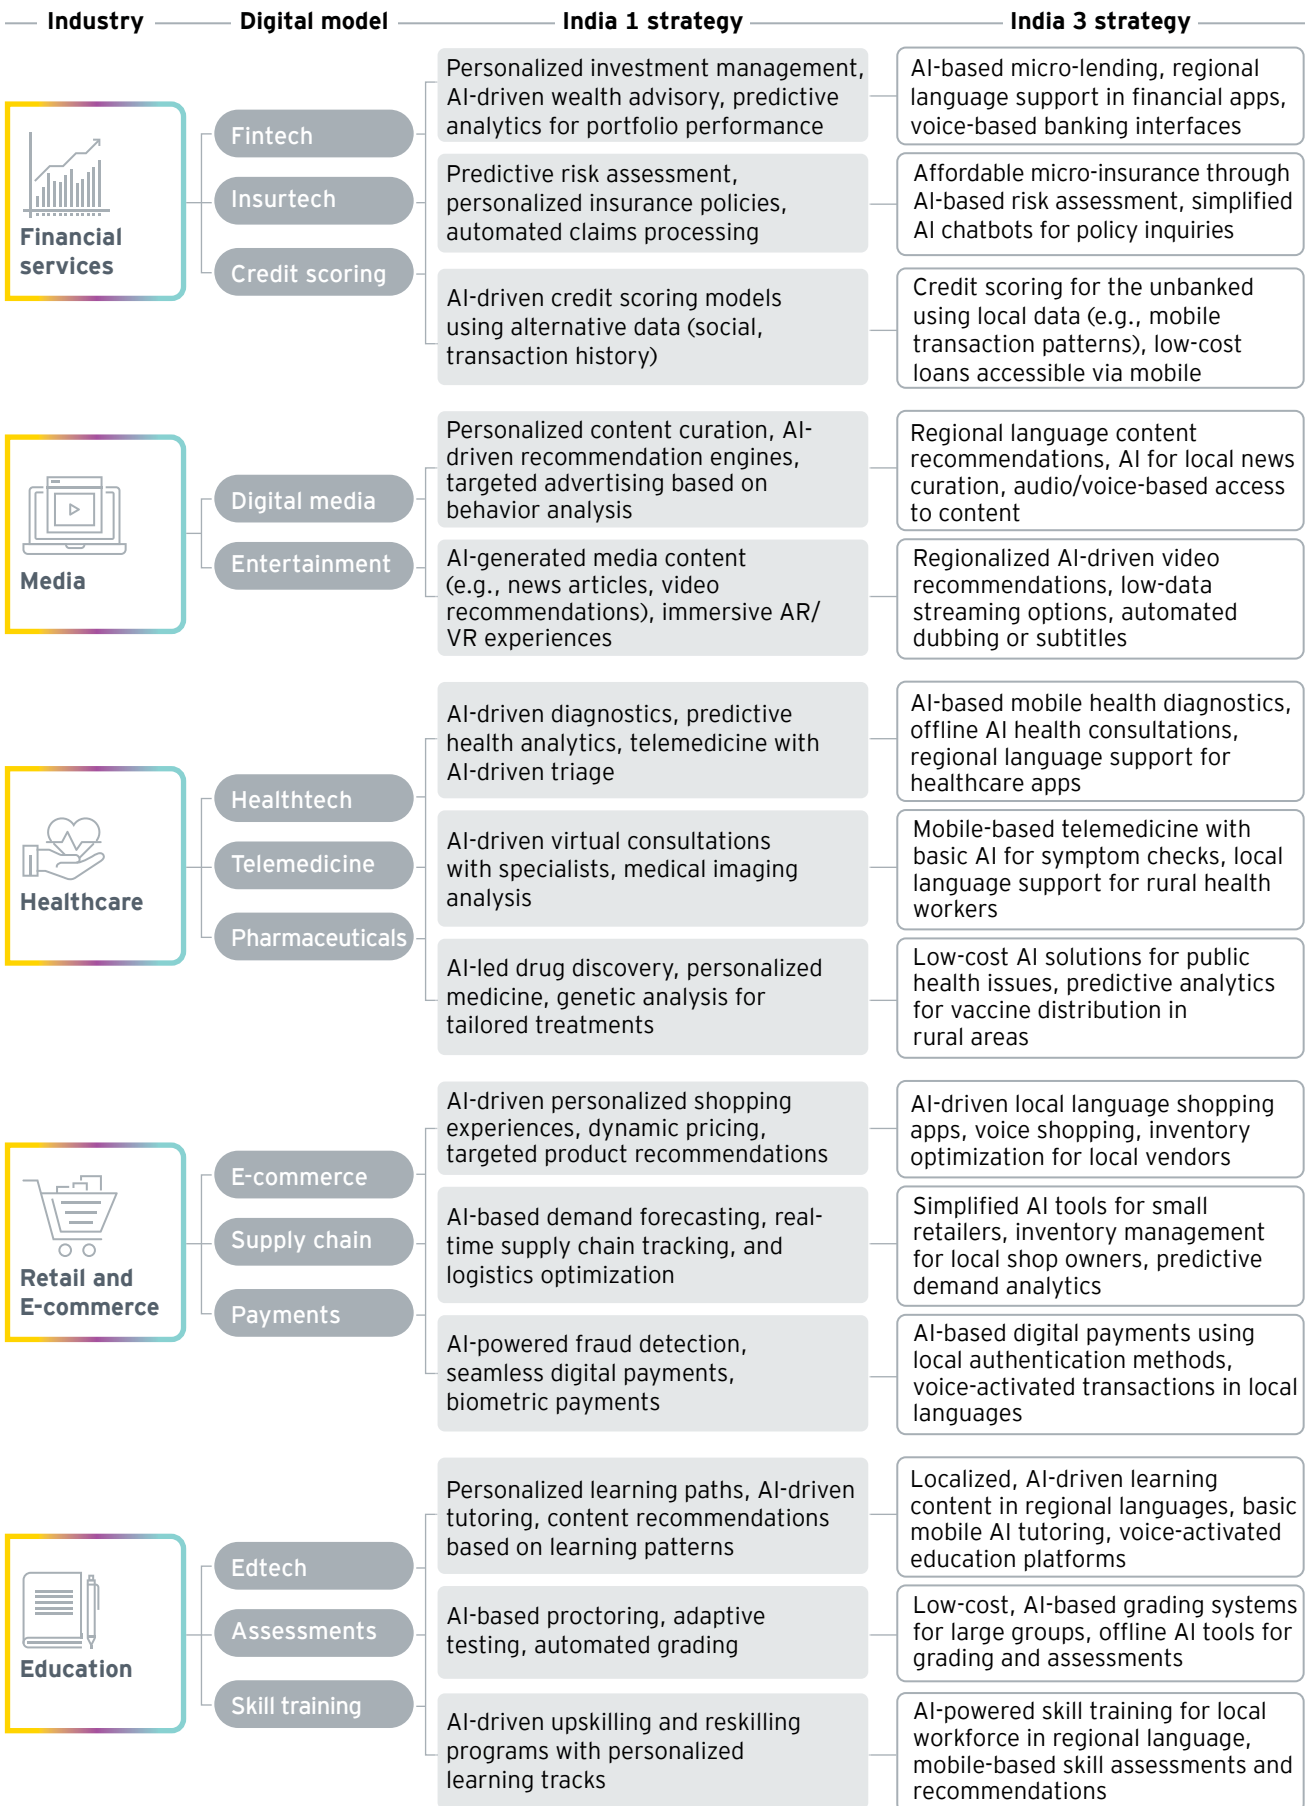 Industry
Digital model
India 1 strategy
India 3 strategy
Financial
services
Fintech
Insurtech
Credit scoring
Personalized investment management,
AI-driven wealth advisory, predictive
analytics for portfolio performance
AI-based micro-lending, regional
language support in financial apps,
voice-based banking interfaces
Predictive risk assessment,
personalized insurance policies,
automated claims processing
Affordable micro-insurance through
AI-based risk assessment, simplified
AI chatbots for policy inquiries
AI-driven credit scoring models
using alternative data (social,
transaction history)
Credit scoring for the unbanked
using local data (e.g., mobile
transaction patterns), low-cost
loans accessible via mobile
Media
Digital media
Entertainment
Personalized content curation, AI-
driven recommendation engines,
targeted advertising based on
behavior analysis
Regional language content
recommendations, AI for local news
curation, audio/voice-based access
to content
AI-generated media content
(e.g., news articles, video
recommendations), immersive AR/
VR experiences
Regionalized AI-driven video
recommendations, low-data
streaming options, automated
dubbing or subtitles
Healthcare
Healthtech
Telemedicine
Pharmaceuticals
AI-driven diagnostics, predictive
health analytics, telemedicine with
AI-driven triage
AI-based mobile health diagnostics,
offline AI health consultations,
regional language support for
healthcare apps
AI-driven virtual consultations
with specialists, medical imaging
analysis
Mobile-based telemedicine with
basic AI for symptom checks, local
language support for rural health
workers
AI-led drug discovery, personalized
medicine, genetic analysis for
tailored treatments
Low-cost AI solutions for public
health issues, predictive analytics
for vaccine distribution in
rural areas
Retail and
E-commerce
E-commerce
Supply chain
Payments
AI-driven personalized shopping
experiences, dynamic pricing,
targeted product recommendations
AI-driven local language shopping
apps, voice shopping, inventory
optimization for local vendors
AI-based demand forecasting, real-
time supply chain tracking, and
logistics optimization
Simplified AI tools for small
retailers, inventory management
for local shop owners, predictive
demand analytics
AI-powered fraud detection,
seamless digital payments,
biometric payments
AI-based digital payments using
local authentication methods,
voice-activated transactions in local
languages
Education
Edtech
Assessments
Skill training
Personalized learning paths, AI-driven
tutoring, content recommendations
based on learning patterns
Localized, AI-driven learning
content in regional languages, basic
mobile AI tutoring, voice-activated
education platforms
AI-based proctoring, adaptive
testing, automated grading
Low-cost, AI-based grading systems
for large groups, offline AI tools for
grading and assessments
AI-driven upskilling and reskilling
programs with personalized
learning tracks
AI-powered skill training for local
workforce in regional language,
mobile-based skill assessments and
recommendations